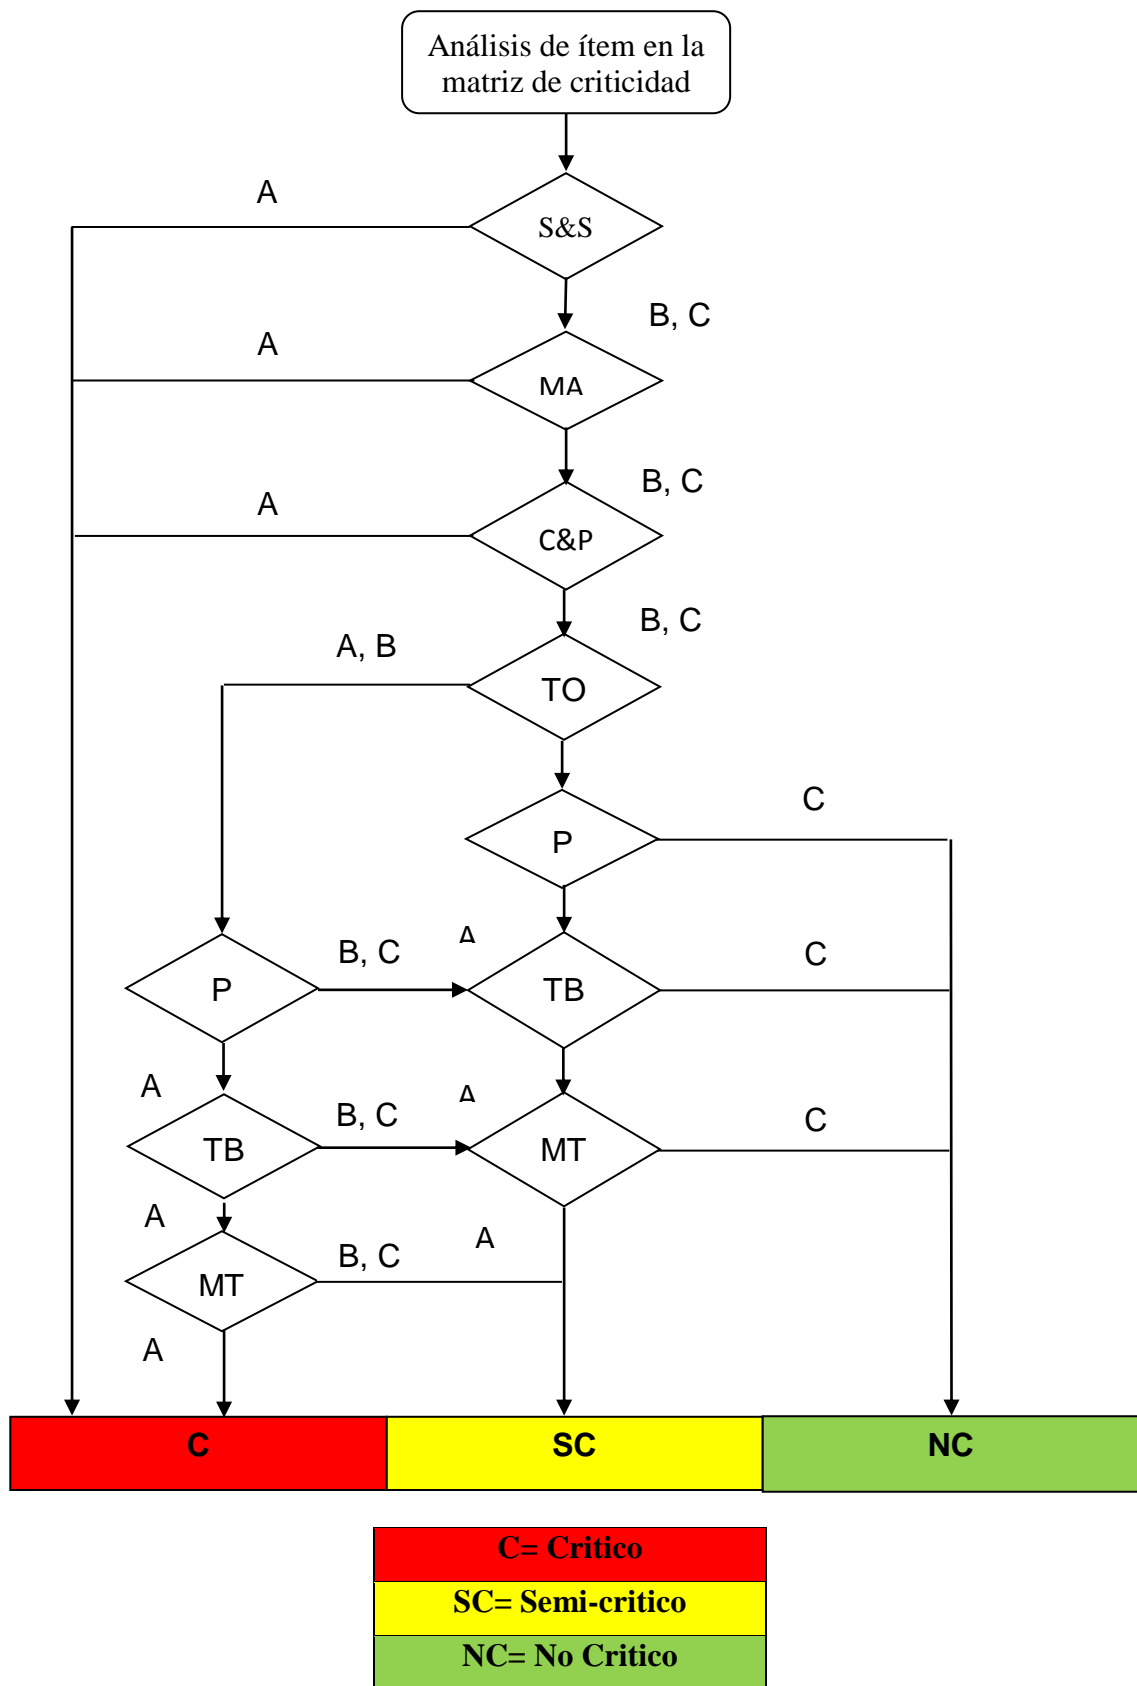 Análisis de ítem en la
matriz de criticidad
A
S&S
B, C
A
MA
B, C
A
C&P
B, C
A, B
TO
C
P
A
B, C
C
P
TB
A
A
B, C
C
TB
MT
A
A
B, C
MT
A
C
SC
NC
C= Critico
SC= Semi-critico
NC= No Critico